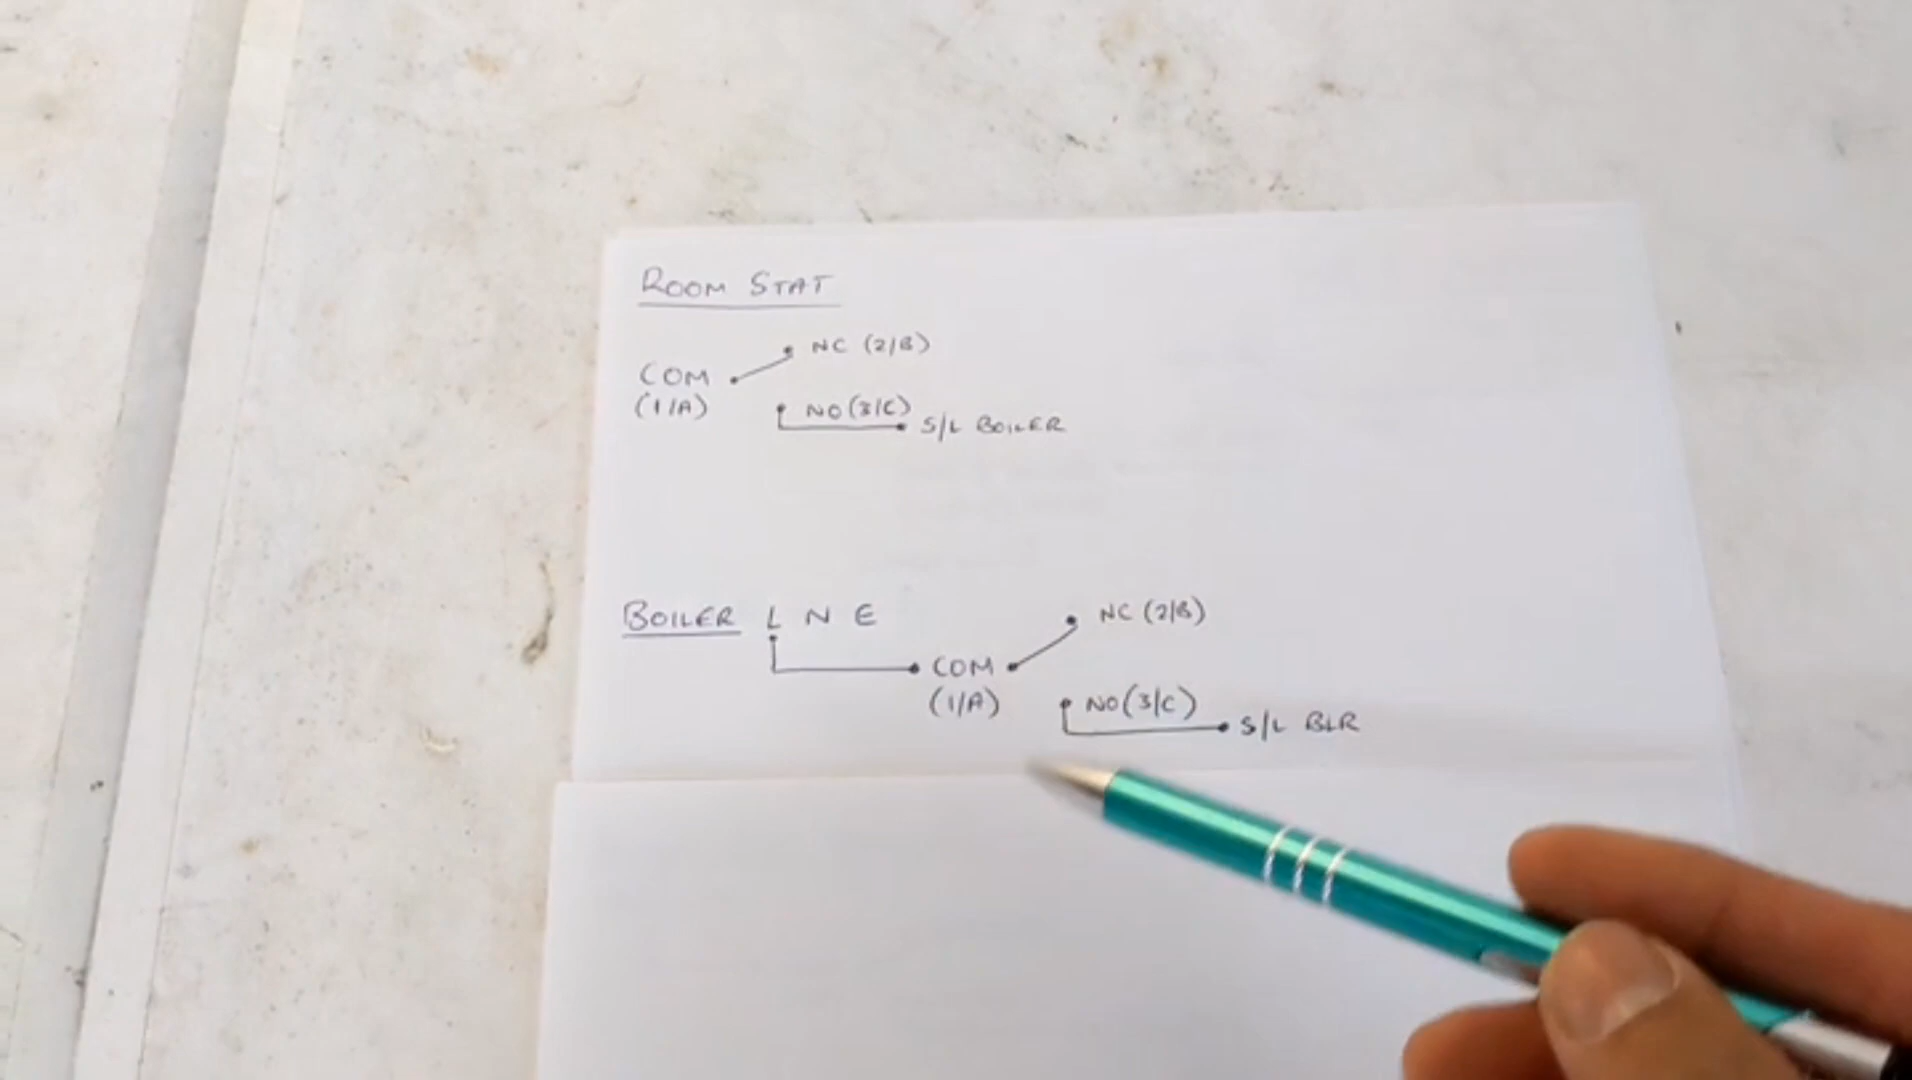 ROOM STAT
NC (2/B)
COM
(1/A)
NO (3/C)
S/L BOILER
BOILER L N E
NC (2/B)
COM
(1/A)
NO (3/C)
S/L BLR